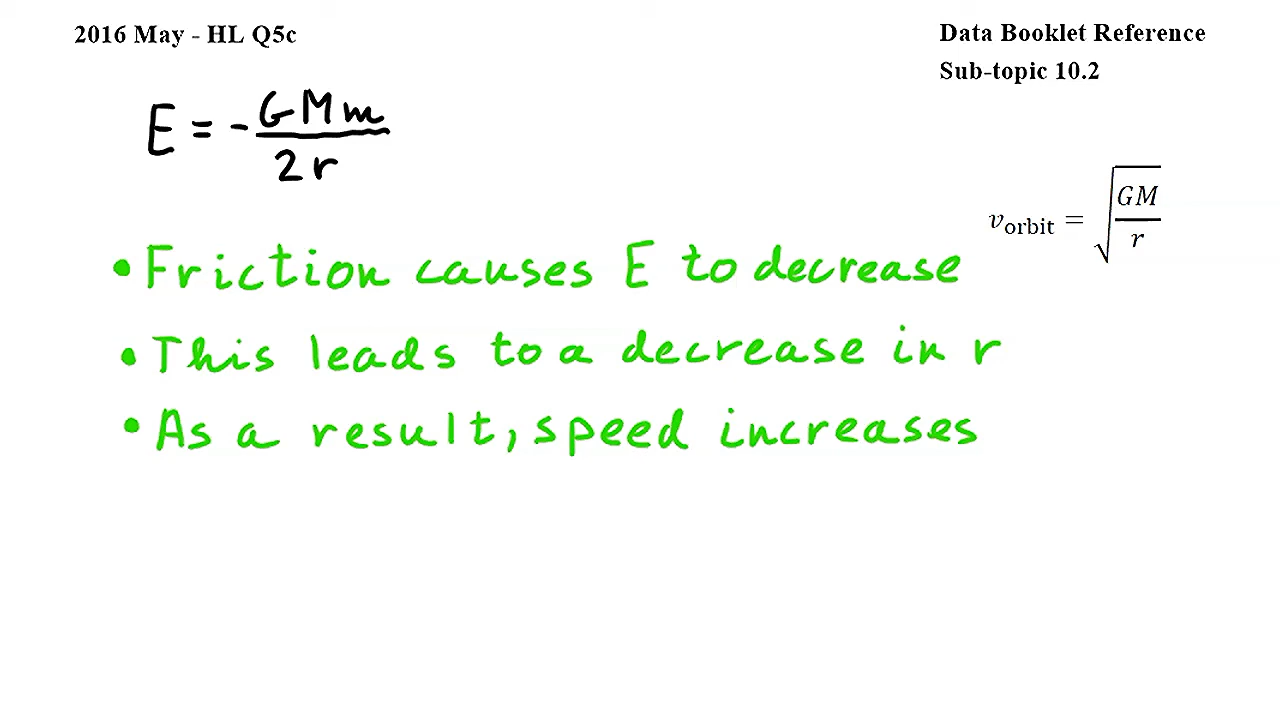 2016 May - HL Q5c
Data Booklet Reference
Sub-topic 10.2
E = - GMm / 2r
v_orbit = √(GM / r)
• Friction causes E to decrease
• This leads to a decrease in r
• As a result, speed increases